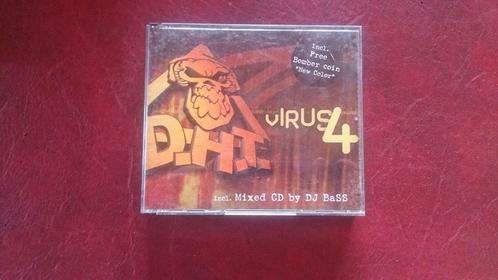 Incl.
Free
Bomber coin
"New Color"
D.H.T.
vIRUS 4
Incl. Mixed CD by DJ BaSS